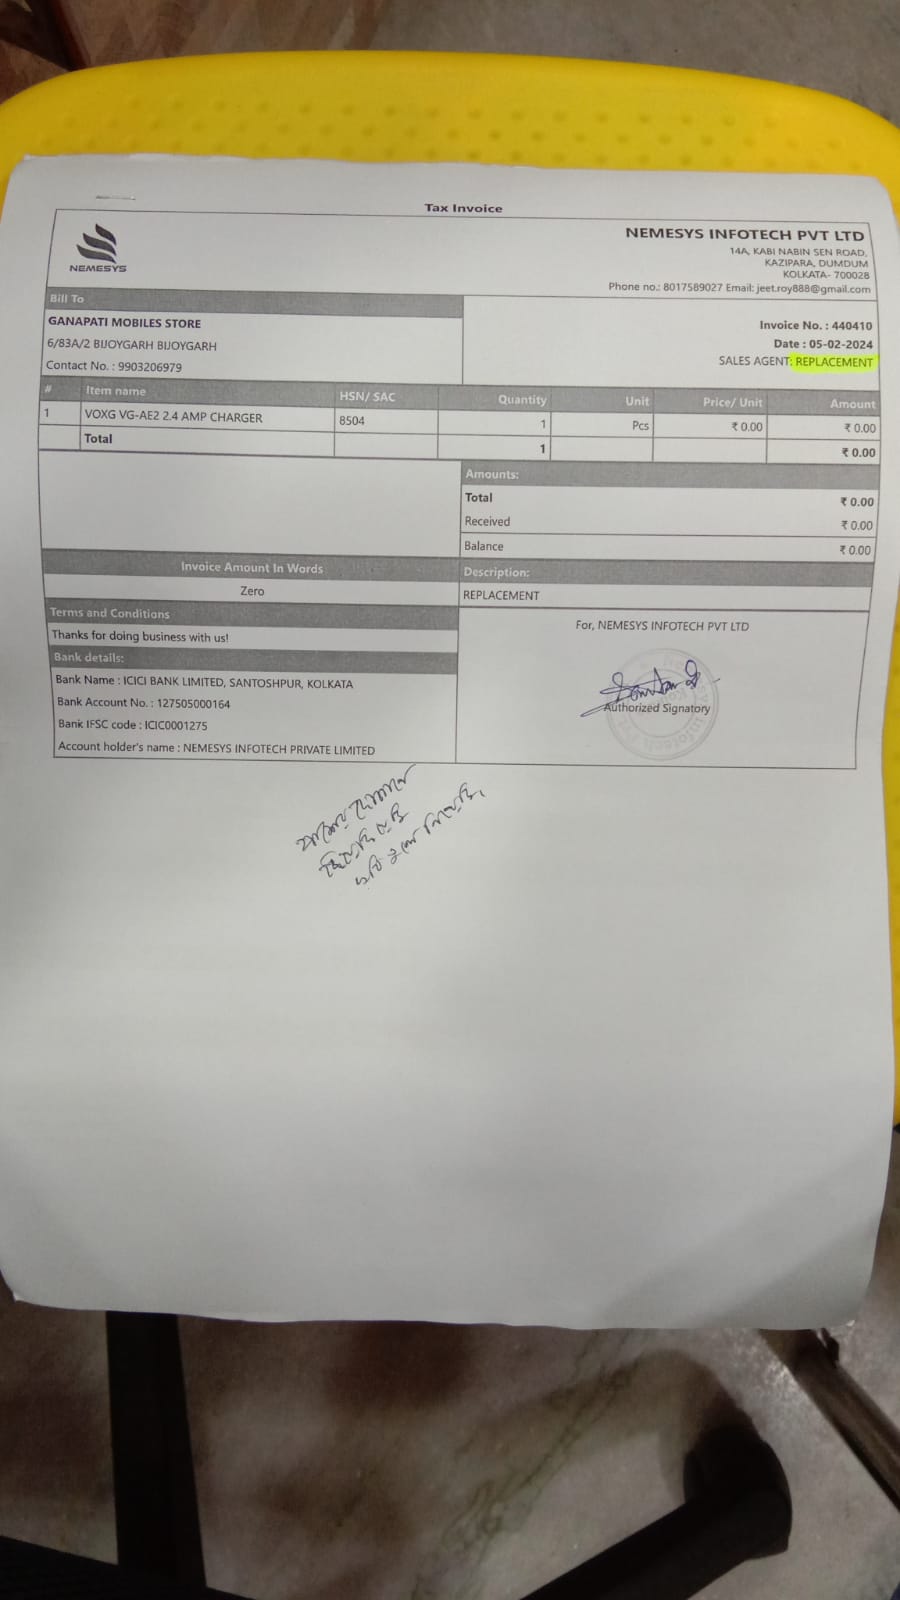 Tax Invoice
NEMESYS
NEMESYS INFOTECH PVT LTD
14A, KABI NABIN SEN ROAD,
KAZIPARA, DUMDUM
KOLKATA- 700028
Phone no.: 8017589027 Email: jeet.roy888@gmail.com
Bill To
GANAPATI MOBILES STORE
6/83A/2 BIJOYGARH BIJOYGARH
Contact No. : 9903206979
Invoice No. : 440410
Date : 05-02-2024
SALES AGENT: REPLACEMENT
# Item name HSN/ SAC Quantity Unit Price/ Unit Amount
1 VOXG VG-AE2 2.4 AMP CHARGER 8504 1 Pcs ₹ 0.00 ₹ 0.00
Total 1 ₹ 0.00
Amounts:
Total ₹ 0.00
Received ₹ 0.00
Balance ₹ 0.00
Invoice Amount In Words
Zero
Description:
REPLACEMENT
Terms and Conditions
Thanks for doing business with us!
Bank details:
Bank Name : ICICI BANK LIMITED, SANTOSHPUR, KOLKATA
Bank Account No. : 127505000164
Bank IFSC code : ICIC0001275
Account holder's name : NEMESYS INFOTECH PRIVATE LIMITED
For, NEMESYS INFOTECH PVT LTD
Authorized Signatory